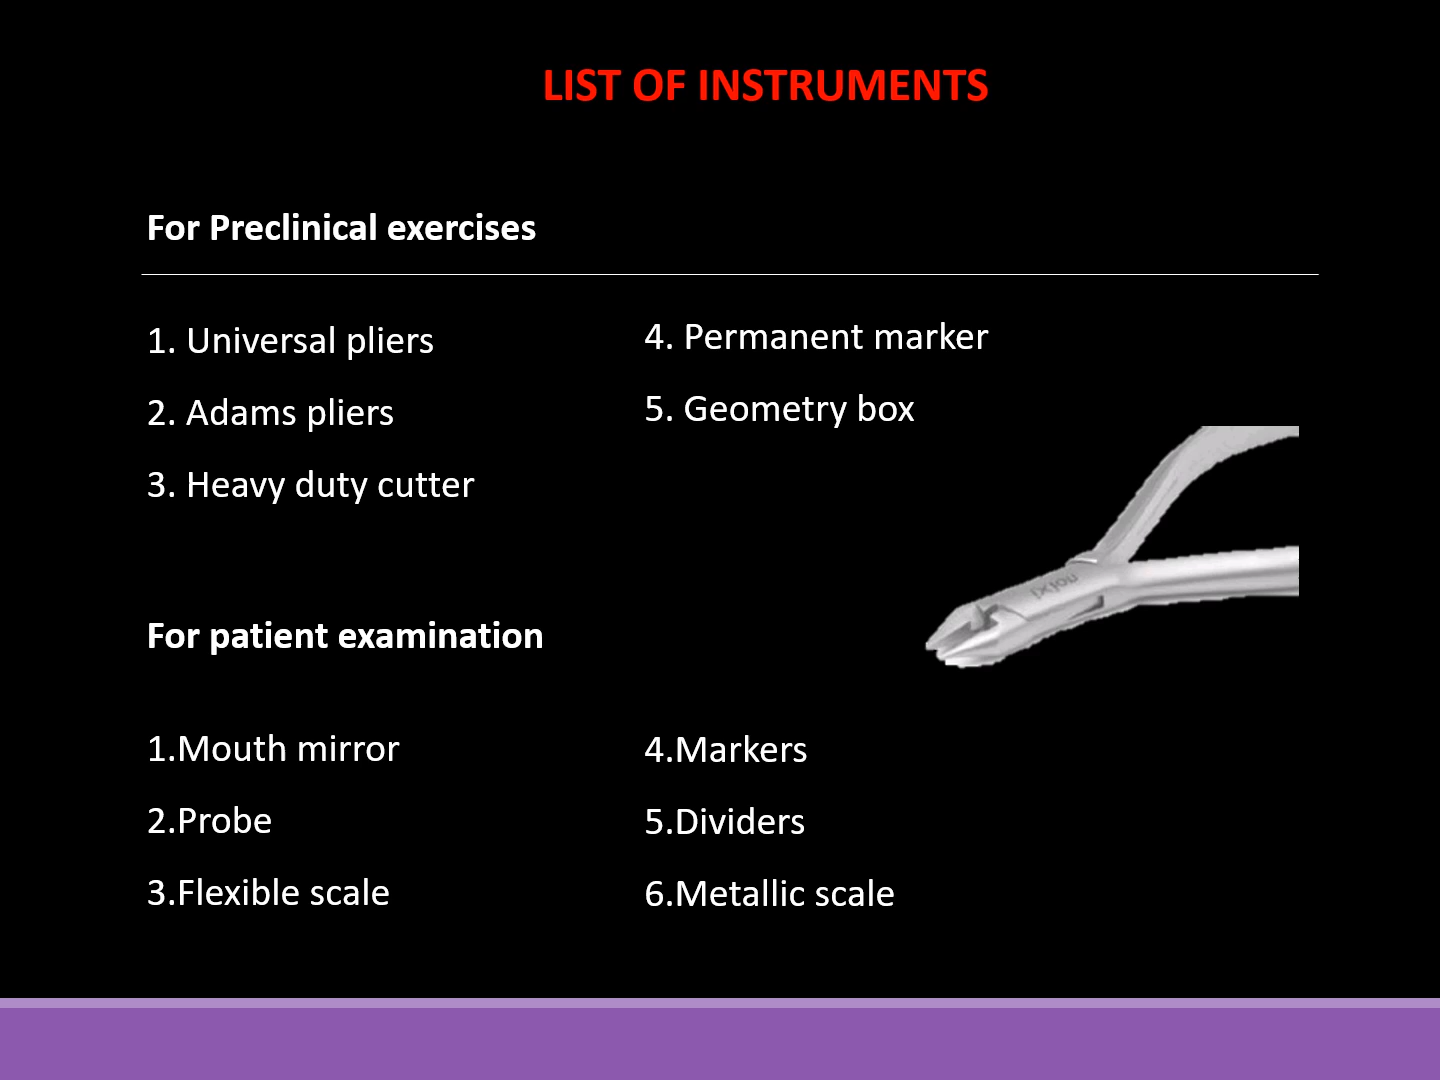 LIST OF INSTRUMENTS
For Preclinical exercises
1. Universal pliers
2. Adams pliers
3. Heavy duty cutter
4. Permanent marker
5. Geometry box
For patient examination
1.Mouth mirror
2.Probe
3.Flexible scale
4.Markers
5.Dividers
6.Metallic scale